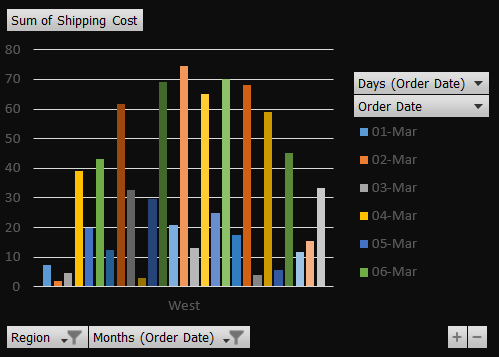 Sum of Shipping Cost
80
70
60
50
40
30
20
10
0
West
Days (Order Date)
Order Date
01-Mar
02-Mar
03-Mar
04-Mar
05-Mar
06-Mar
Region
Months (Order Date)
+ −